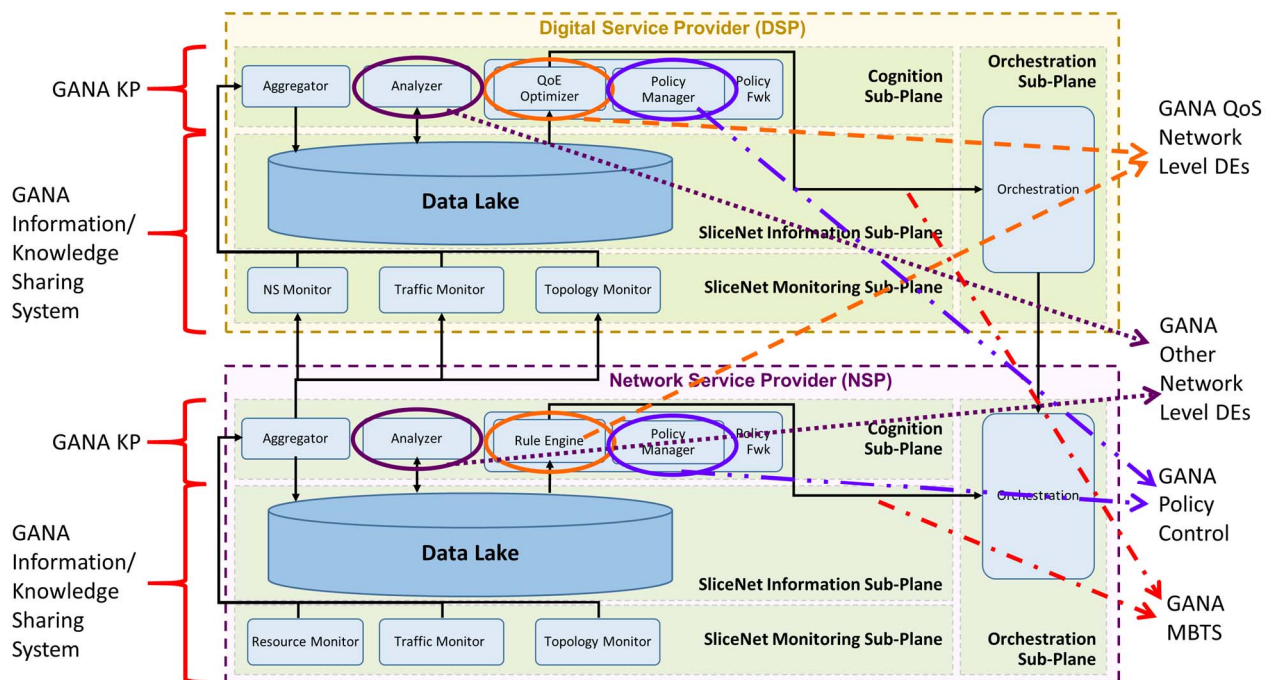 Digital Service Provider (DSP)
GANA KP
Aggregator
Analyzer
QoE
Optimizer
Policy
Manager
Policy
Fwk
Cognition
Sub-Plane
Orchestration
Sub-Plane
GANA
Information/
Knowledge
Sharing
System
Data Lake
SliceNet Information Sub-Plane
Orchestration
NS Monitor
Traffic Monitor
Topology Monitor
SliceNet Monitoring Sub-Plane
GANA QoS
Network
Level DEs
GANA
Other
Network
Level DEs
Network Service Provider (NSP)
GANA KP
Aggregator
Analyzer
Rule Engine
Policy
Manager
Policy
Fwk
Cognition
Sub-Plane
GANA
Information/
Knowledge
Sharing
System
Data Lake
SliceNet Information Sub-Plane
Orchestration
Resource Monitor
Traffic Monitor
Topology Monitor
SliceNet Monitoring Sub-Plane
Orchestration
Sub-Plane
GANA
Policy
Control
GANA
MBTS